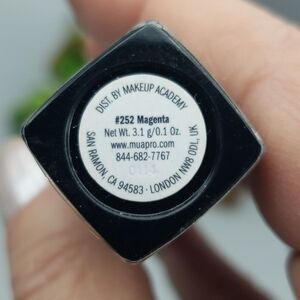 DIST. BY MAKEUP ACADEMY
#252 Magenta
Net Wt. 3.1 g/0.1 Oz.
www.muapro.com
844-682-7767
SAN RAMON, CA 94583 · LONDON NW8 0DL, UK